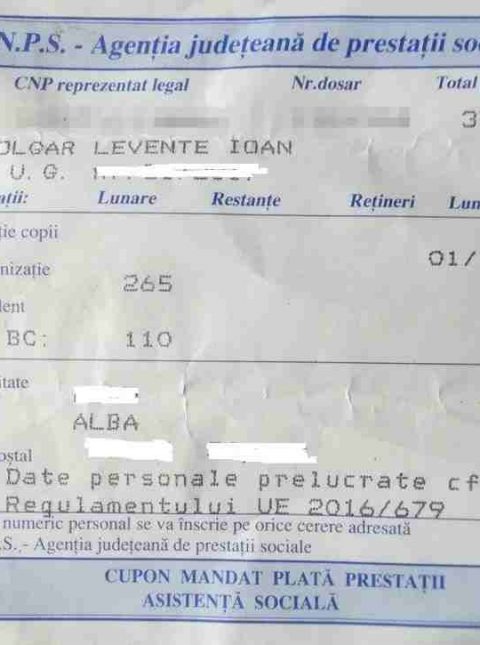 N.P.S. - Agenția județeană de prestații so
CNP reprezentat legal Nr.dosar Total
3
OLGAR LEVENTE IOAN
U. G.
ații: Lunare Restanțe Rețineri Lun
ție copii
01/
nizație
265
lent
BC: 110
itate
ALBA
oștal
Date personale prelucrate cf
Regulamentului UE 2016/679
numeric personal se va înscrie pe orice cerere adresată
.S. - Agenția județeană de prestații sociale
CUPON MANDAT PLATĂ PRESTAȚII
ASISTENȚĂ SOCIALĂ